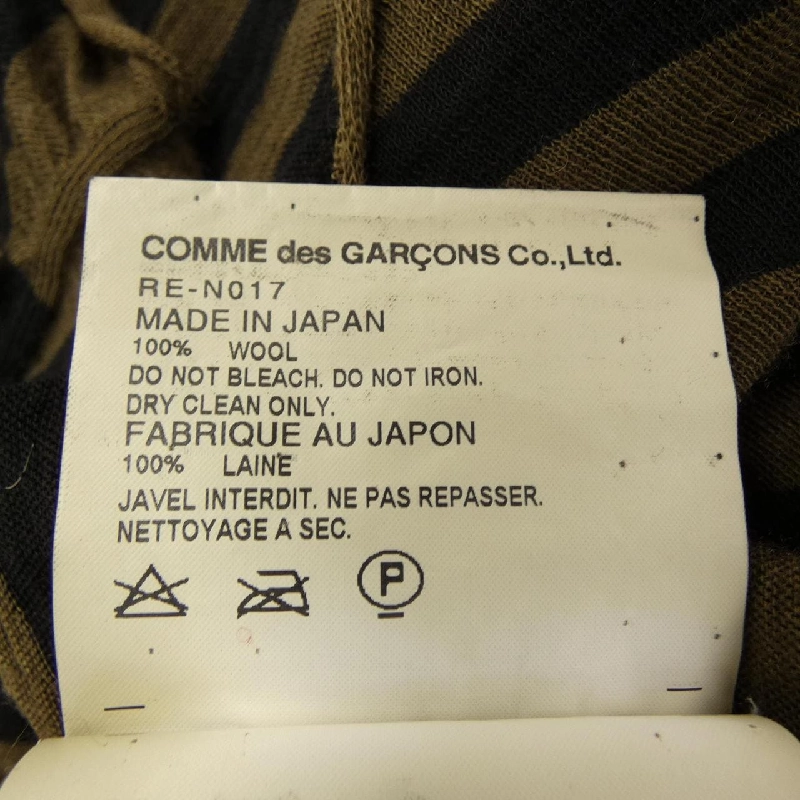 COMME des GARÇONS Co.,Ltd.
RE-N017
MADE IN JAPAN
100% WOOL
DO NOT BLEACH. DO NOT IRON.
DRY CLEAN ONLY.
FABRIQUE AU JAPON
100% LAINE
JAVEL INTERDIT. NE PAS REPASSER.
NETTOYAGE A SEC.
P